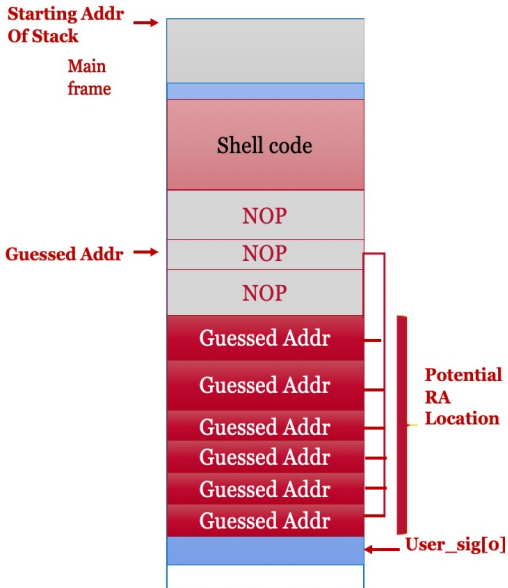 Starting Addr
Of Stack
Main
frame
Shell code
NOP
Guessed Addr
NOP
NOP
Guessed Addr
Guessed Addr
Potential
RA
Location
Guessed Addr
Guessed Addr
Guessed Addr
Guessed Addr
User_sig[0]